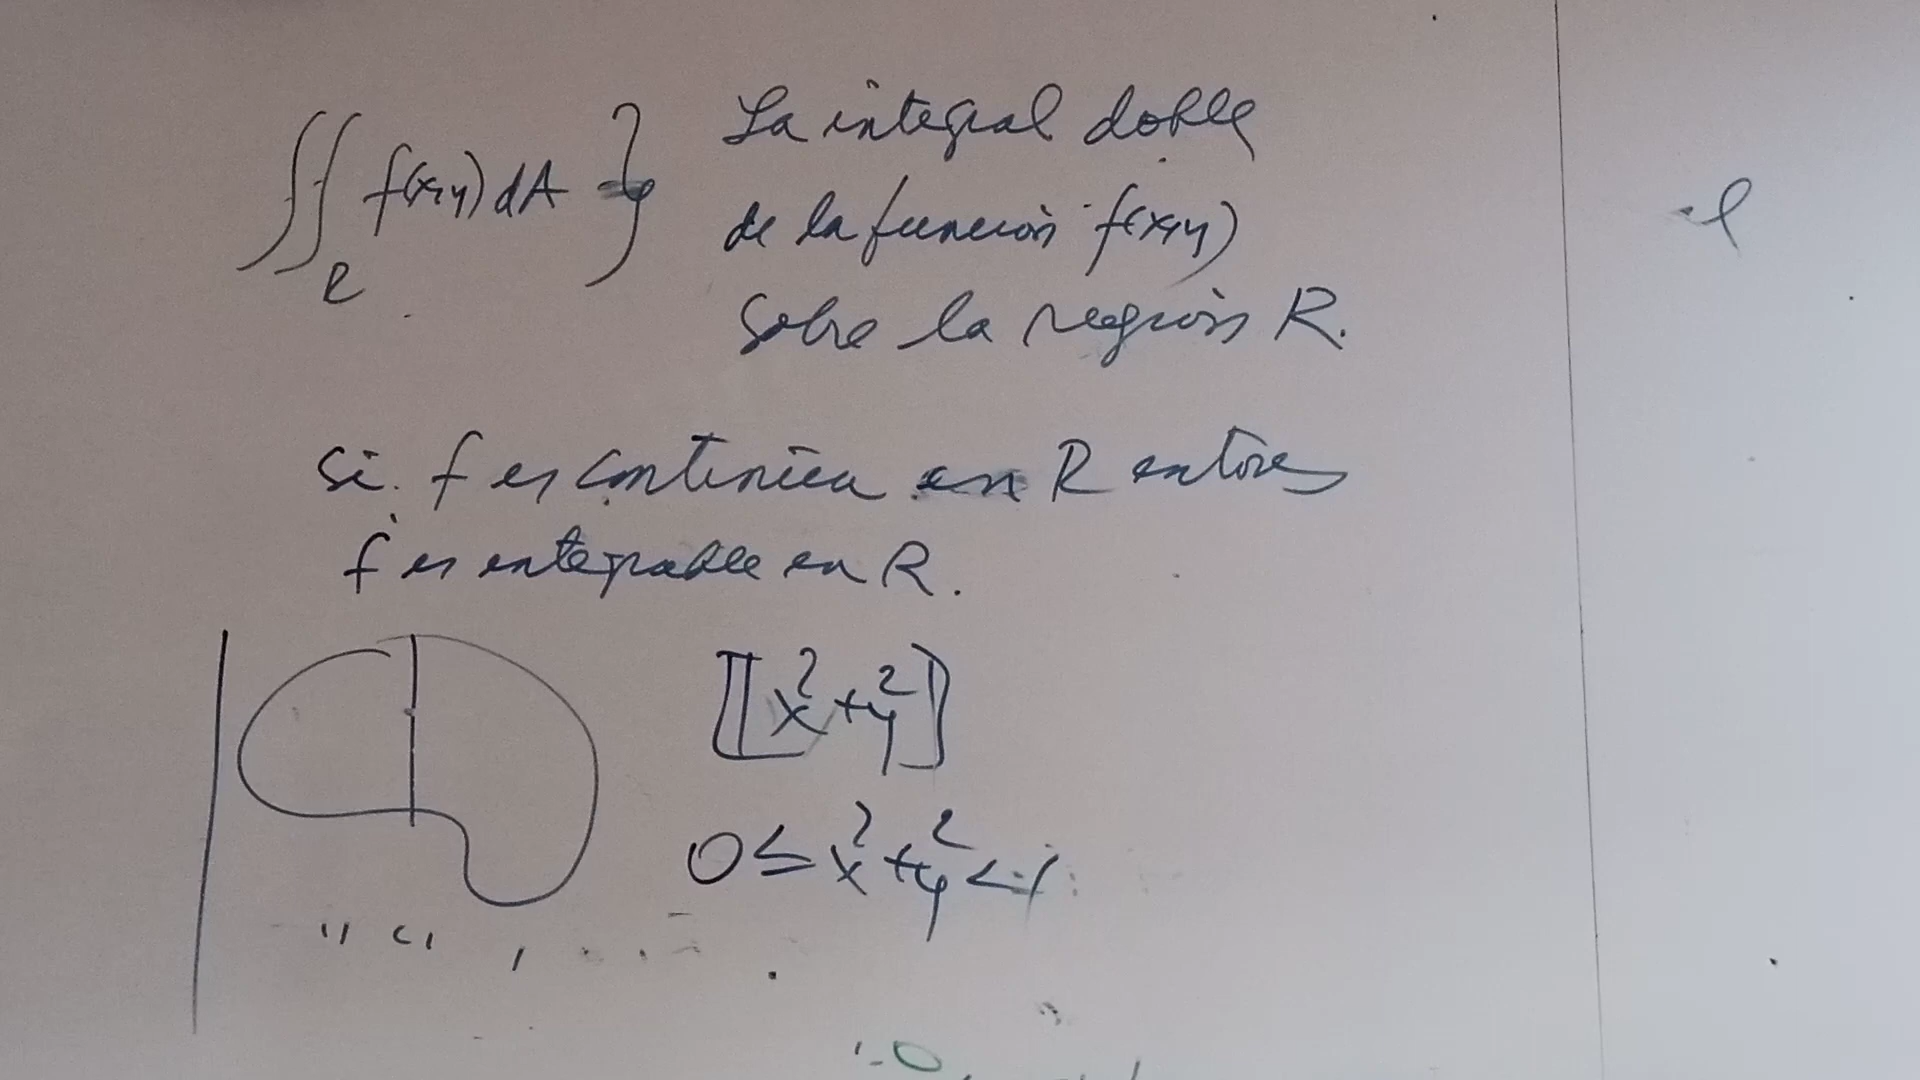 ∬_R f(x,y) dA } La integral doble
de la función f(x,y)
Sobre la región R.
Si f es continua en R entonces
f es integrable en R.
[[x²+y²]]
0 ≤ x²+y² < 1